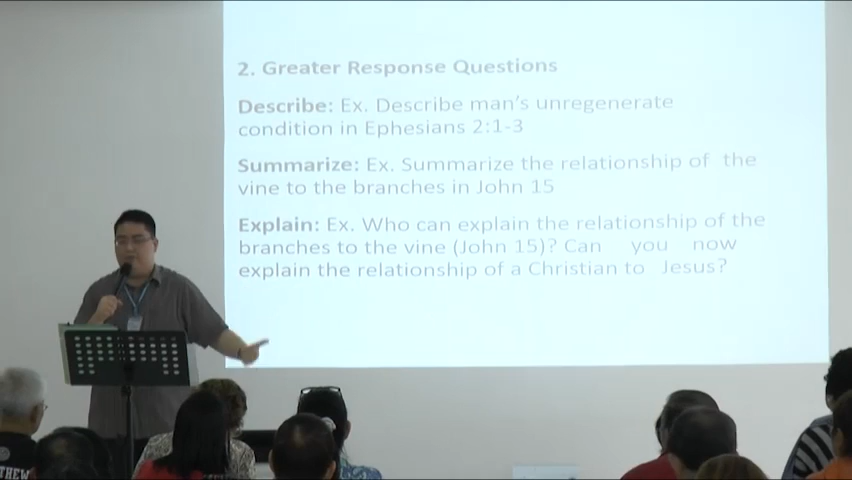 2. Greater Response Questions
Describe: Ex. Describe man's unregenerate
condition in Ephesians 2:1-3
Summarize: Ex. Summarize the relationship of the
vine to the branches in John 15
Explain: Ex. Who can explain the relationship of the
branches to the vine (John 15)? Can you now
explain the relationship of a Christian to Jesus?
THEW